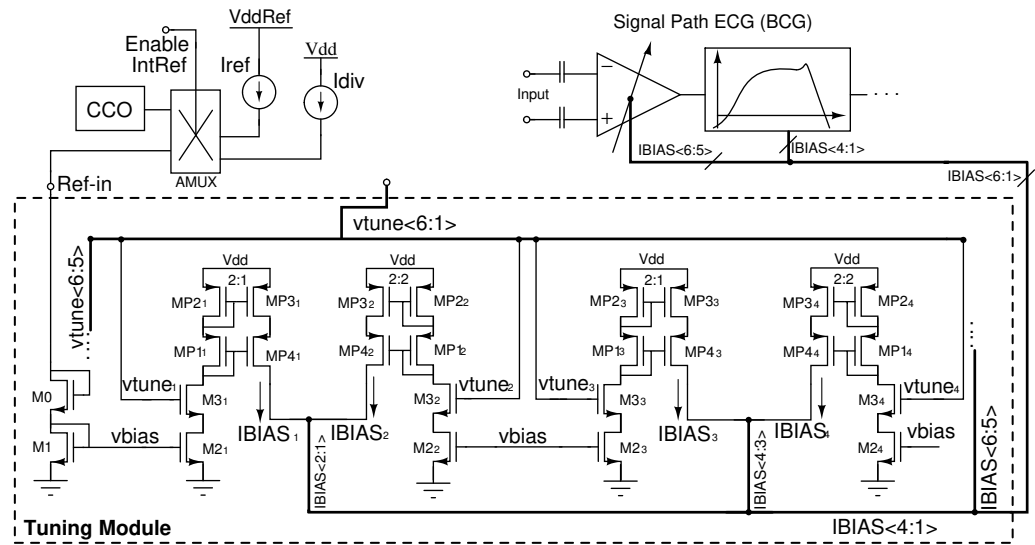 Signal Path ECG (BCG)
VddRef
Vdd
Enable
IntRef
Iref
Idiv
CCO
AMUX
Input
−
+
. . . .
IBIAS<6:5>
IBIAS<4:1>
IBIAS<6:1>
Ref-in
vtune<6:1>
vtune<6:5>
....
Vdd
2:1
MP2₁
MP3₁
MP1₁
MP4₁
Vdd
2:2
MP3₂
MP2₂
MP4₂
MP1₂
Vdd
2:1
MP2₃
MP3₃
MP1₃
MP4₃
Vdd
2:2
MP3₄
MP2₄
MP4₄
MP1₄
.....
M0
vtune₁
M3₁
M3₂
vtune₂
vtune₃
M3₃
M3₄
vtune₄
IBIAS₁
IBIAS₂
IBIAS₃
IBIAS₄
M1
vbias
M2₁
M2₂
vbias
M2₃
M2₄
vbias
IBIAS<2:1>
IBIAS<4:3>
IBIAS<6:5>
Tuning Module
IBIAS<4:1>